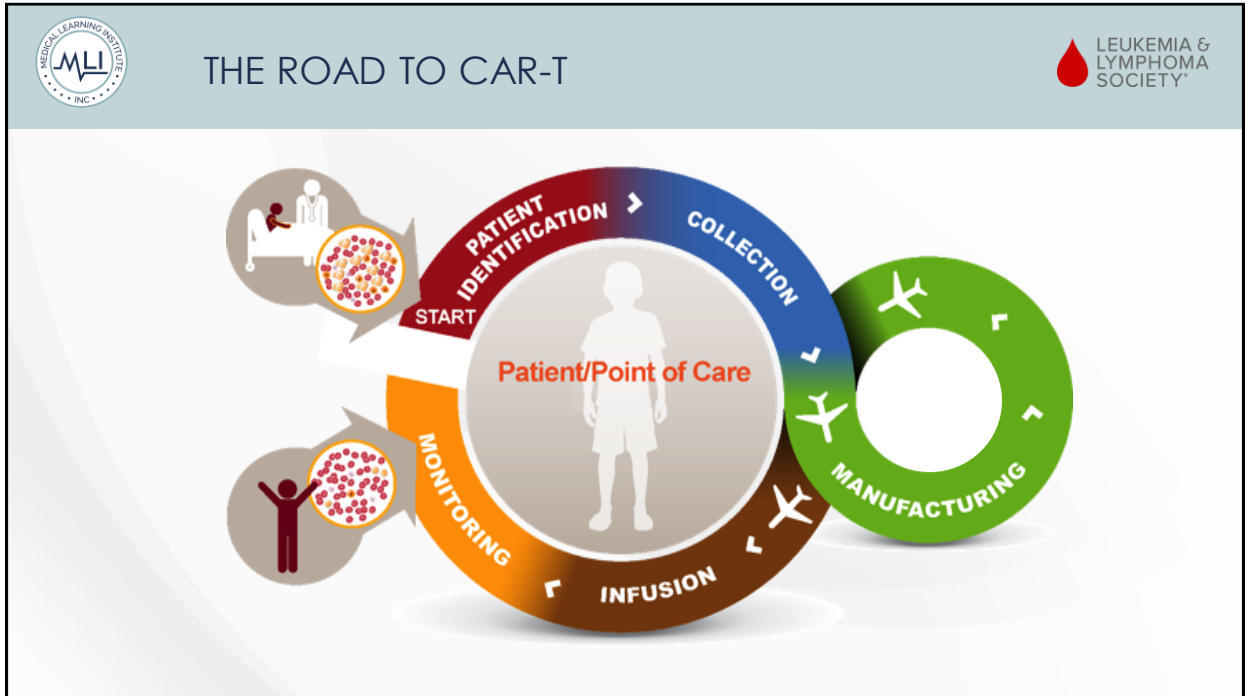 MEDICAL LEARNING INSTITUTE
MLI
INC
THE ROAD TO CAR-T
LEUKEMIA &
LYMPHOMA
SOCIETY®
PATIENT
IDENTIFICATION
START
COLLECTION
Patient/Point of Care
MANUFACTURING
INFUSION
MONITORING